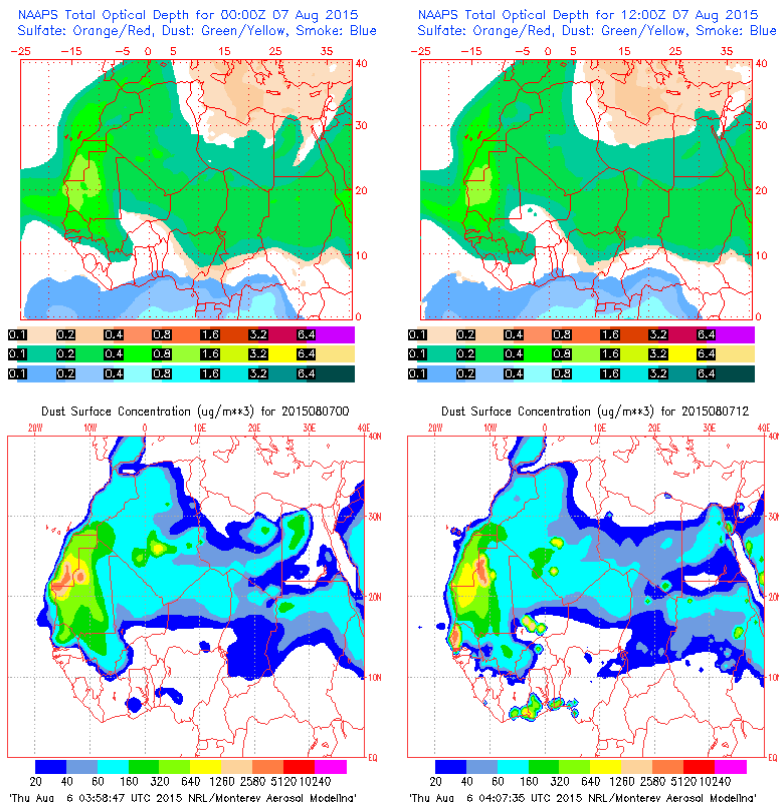 NAAPS Total Optical Depth for 00:00Z 07 Aug 2015
Sulfate: Orange/Red, Dust: Green/Yellow, Smoke: Blue
-25 -15 -5 0 5 15 25 35
40
30
20
10
0
0.1 0.2 0.4 0.8 1.6 3.2 6.4
0.1 0.2 0.4 0.8 1.6 3.2 6.4
0.1 0.2 0.4 0.8 1.6 3.2 6.4
NAAPS Total Optical Depth for 12:00Z 07 Aug 2015
Sulfate: Orange/Red, Dust: Green/Yellow, Smoke: Blue
-25 -15 -5 0 5 15 25 35
40
30
20
10
0
0.1 0.2 0.4 0.8 1.6 3.2 6.4
0.1 0.2 0.4 0.8 1.6 3.2 6.4
0.1 0.2 0.4 0.8 1.6 3.2 6.4
Dust Surface Concentration (ug/m**3) for 2015080700
20W 10W 0 10E 20E 30E 40E
40N
30N
20N
10N
EQ
20 40 80 160 320 640 1260 2580 5120 10240
'Thu Aug 6 03:58:47 UTC 2015 NRL/Monterey Aerosol Modeling'
Dust Surface Concentration (ug/m**3) for 2015080712
20W 10W 0 10E 20E 30E 40E
40N
30N
20N
10N
EQ
20 40 80 160 320 640 1260 2580 5120 10240
'Thu Aug 6 04:07:35 UTC 2015 NRL/Monterey Aerosol Modeling'